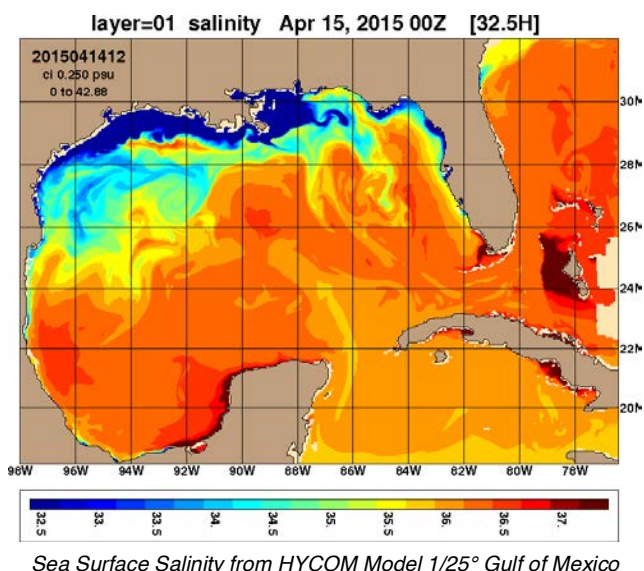 layer=01 salinity Apr 15, 2015 00Z [32.5H]
2015041412
ci 0.250 psu
0 to 42.88
30N
28N
26N
24N
22N
20N
98W 96W 94W 92W 90W 88W 86W 84W 82W 80W 78W
32.5 33. 33.5 34. 34.5 35. 35.5 36. 36.5 37.
Sea Surface Salinity from HYCOM Model 1/25° Gulf of Mexico